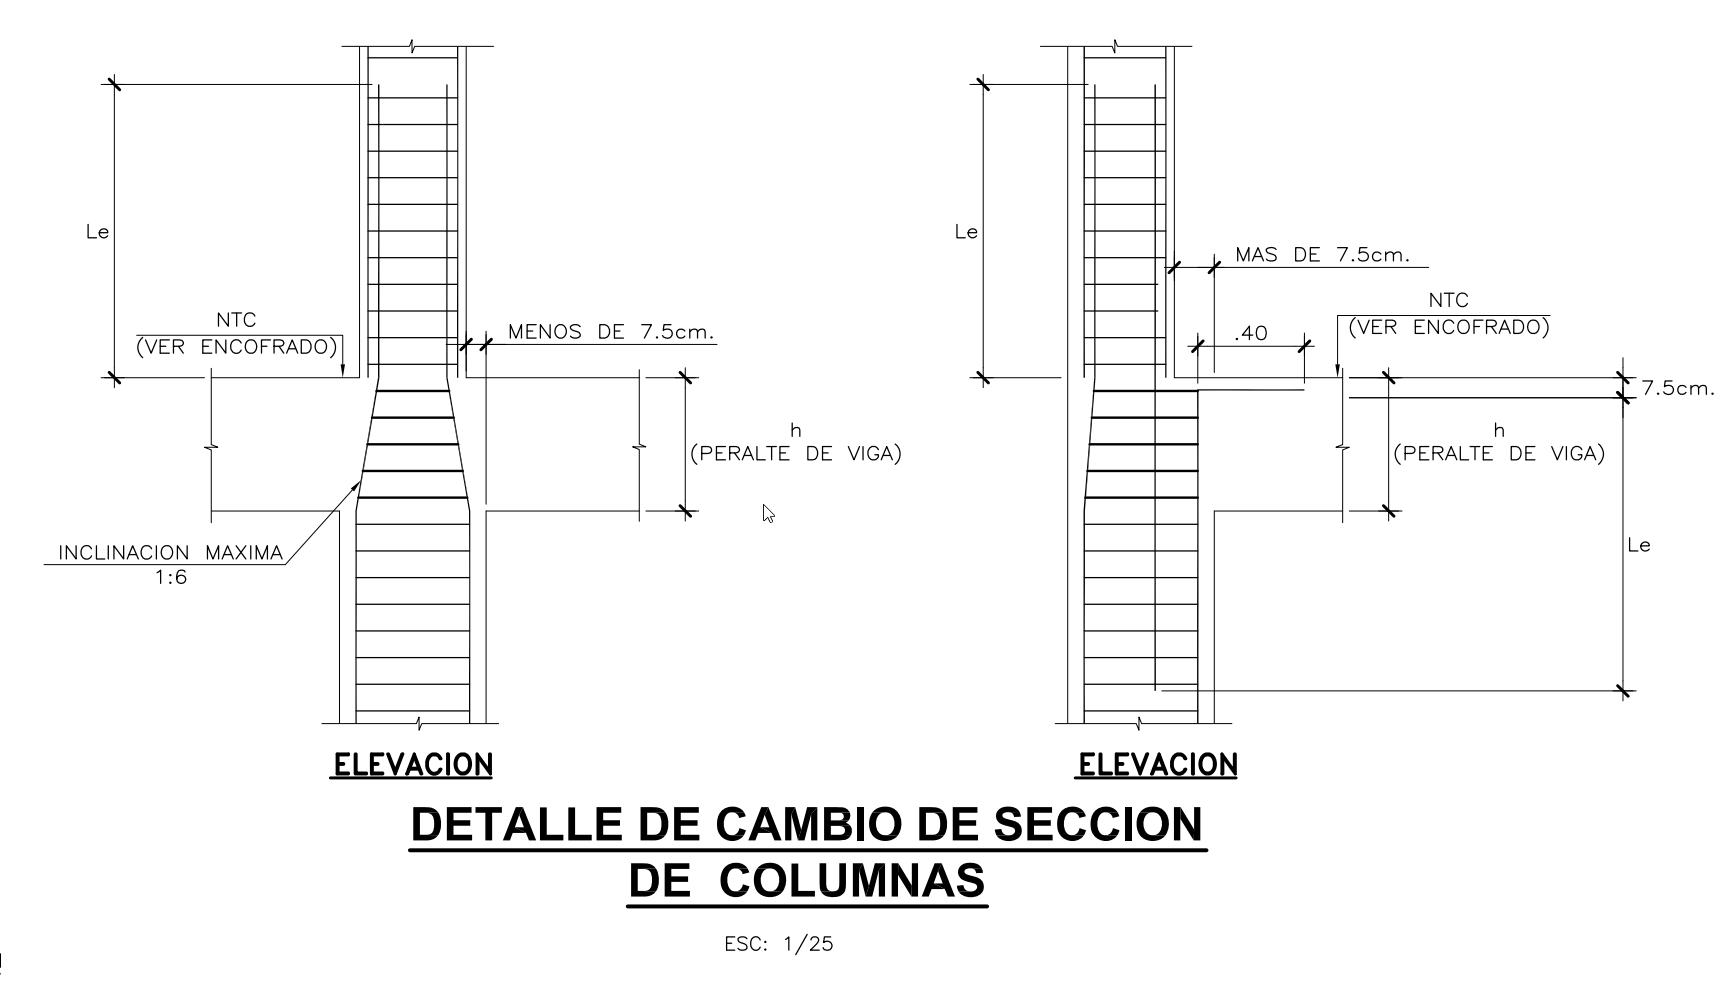 Le
NTC
(VER ENCOFRADO)
MENOS DE 7.5cm.
h
(PERALTE DE VIGA)
INCLINACION MAXIMA
1:6
ELEVACION
Le
MAS DE 7.5cm.
NTC
(VER ENCOFRADO)
.40
7.5cm.
h
(PERALTE DE VIGA)
Le
ELEVACION
DETALLE DE CAMBIO DE SECCION
DE COLUMNAS
ESC: 1/25